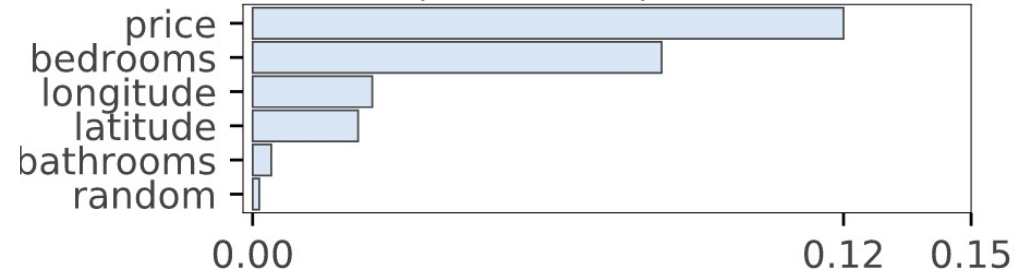 price
bedrooms
longitude
latitude
bathrooms
random
0.00 0.12 0.15